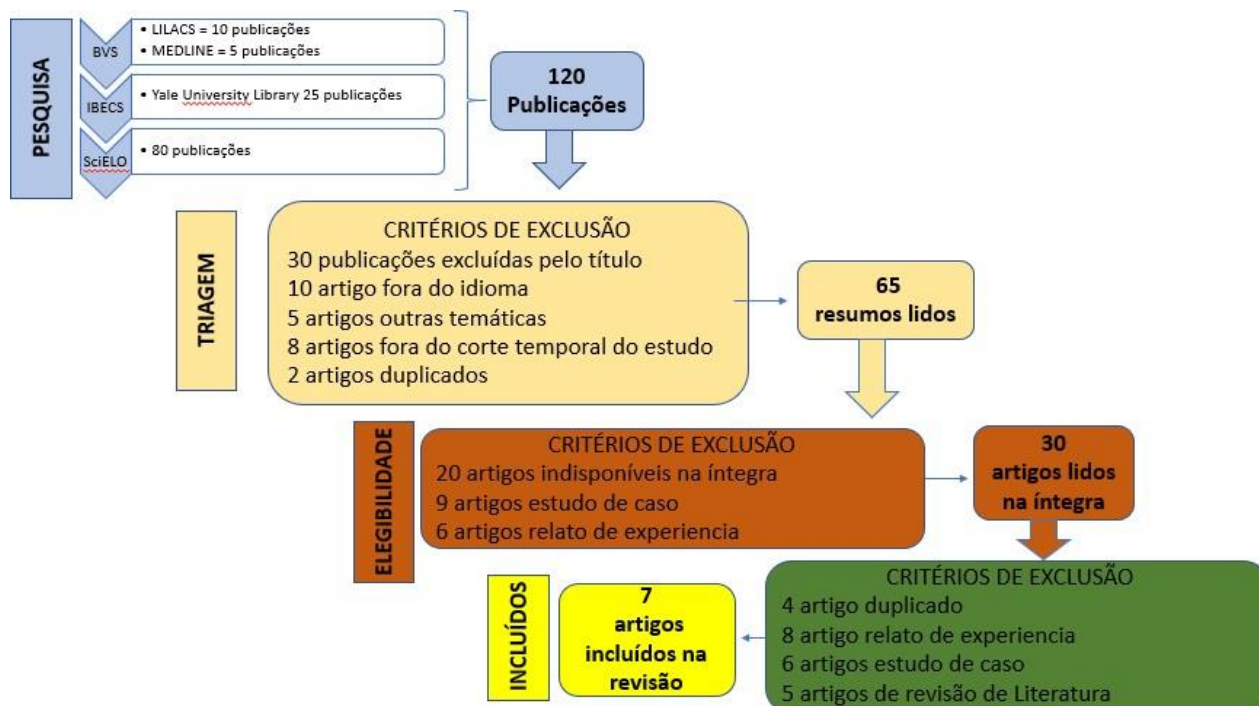 PESQUISA
BVS
• LILACS = 10 publicações
• MEDLINE = 5 publicações
IBECS
• Yale University Library 25 publicações
SciELO
• 80 publicações
120
Publicações
TRIAGEM
CRITÉRIOS DE EXCLUSÃO
30 publicações excluídas pelo título
10 artigo fora do idioma
5 artigos outras temáticas
8 artigos fora do corte temporal do estudo
2 artigos duplicados
65
resumos lidos
ELEGIBILIDADE
CRITÉRIOS DE EXCLUSÃO
20 artigos indisponíveis na íntegra
9 artigos estudo de caso
6 artigos relato de experiencia
30
artigos lidos
na íntegra
INCLUÍDOS
7
artigos
incluídos na
revisão
CRITÉRIOS DE EXCLUSÃO
4 artigo duplicado
8 artigo relato de experiencia
6 artigos estudo de caso
5 artigos de revisão de Literatura